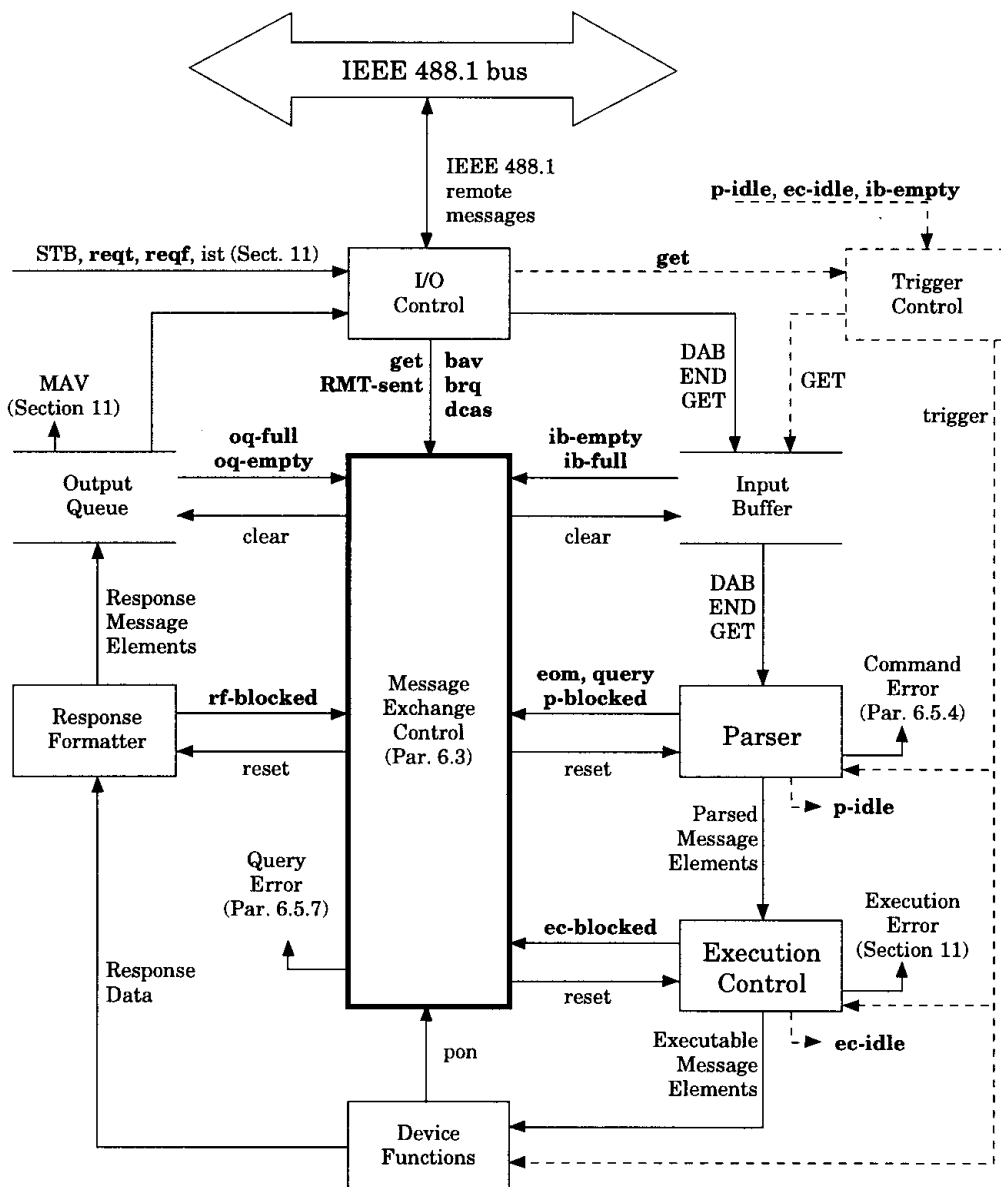 IEEE 488.1 bus
IEEE 488.1
remote
messages
p-idle, ec-idle, ib-empty
STB, reqt, reqf, ist (Sect. 11)
I/O
Control
get
Trigger
Control
get
RMT-sent
bav
brq
dcas
DAB
END
GET
GET
trigger
MAV
(Section 11)
oq-full
oq-empty
ib-empty
ib-full
Output
Queue
Input
Buffer
clear
clear
Response
Message
Elements
DAB
END
GET
Message
Exchange
Control
(Par. 6.3)
Response
Formatter
rf-blocked
reset
eom, query
p-blocked
reset
Parser
Command
Error
(Par. 6.5.4)
p-idle
Parsed
Message
Elements
Query
Error
(Par. 6.5.7)
ec-blocked
reset
Execution
Control
Execution
Error
(Section 11)
ec-idle
Response
Data
pon
Executable
Message
Elements
Device
Functions